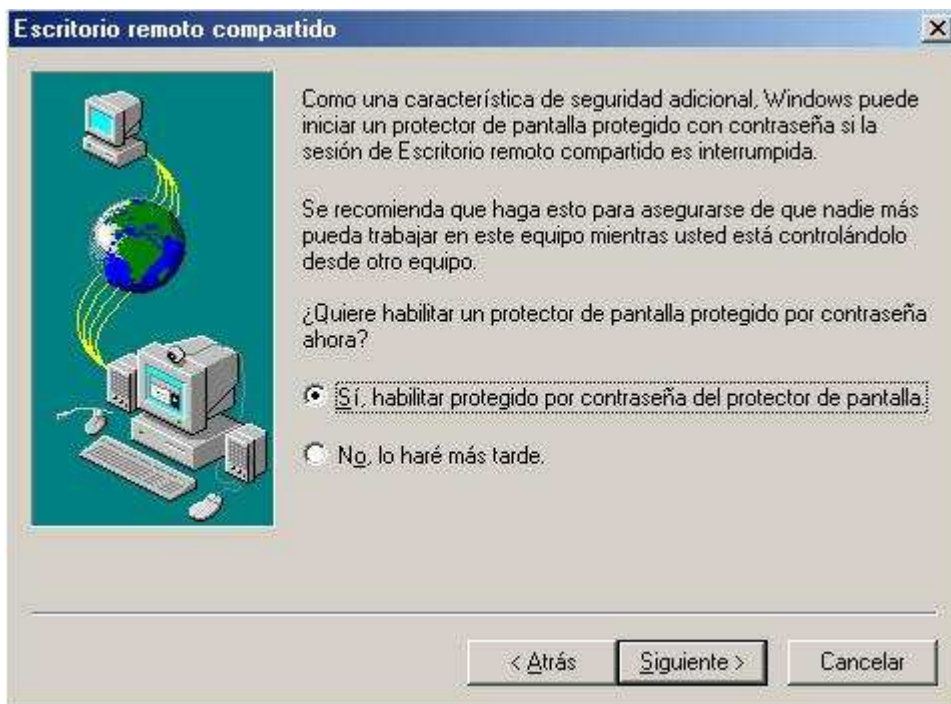 Escritorio remoto compartido
Como una característica de seguridad adicional, Windows puede
iniciar un protector de pantalla protegido con contraseña si la
sesión de Escritorio remoto compartido es interrumpida.
Se recomienda que haga esto para asegurarse de que nadie más
pueda trabajar en este equipo mientras usted está controlándolo
desde otro equipo.
¿Quiere habilitar un protector de pantalla protegido por contraseña
ahora?
Sí, habilitar protegido por contraseña del protector de pantalla.
No, lo haré más tarde.
< Atrás
Siguiente >
Cancelar